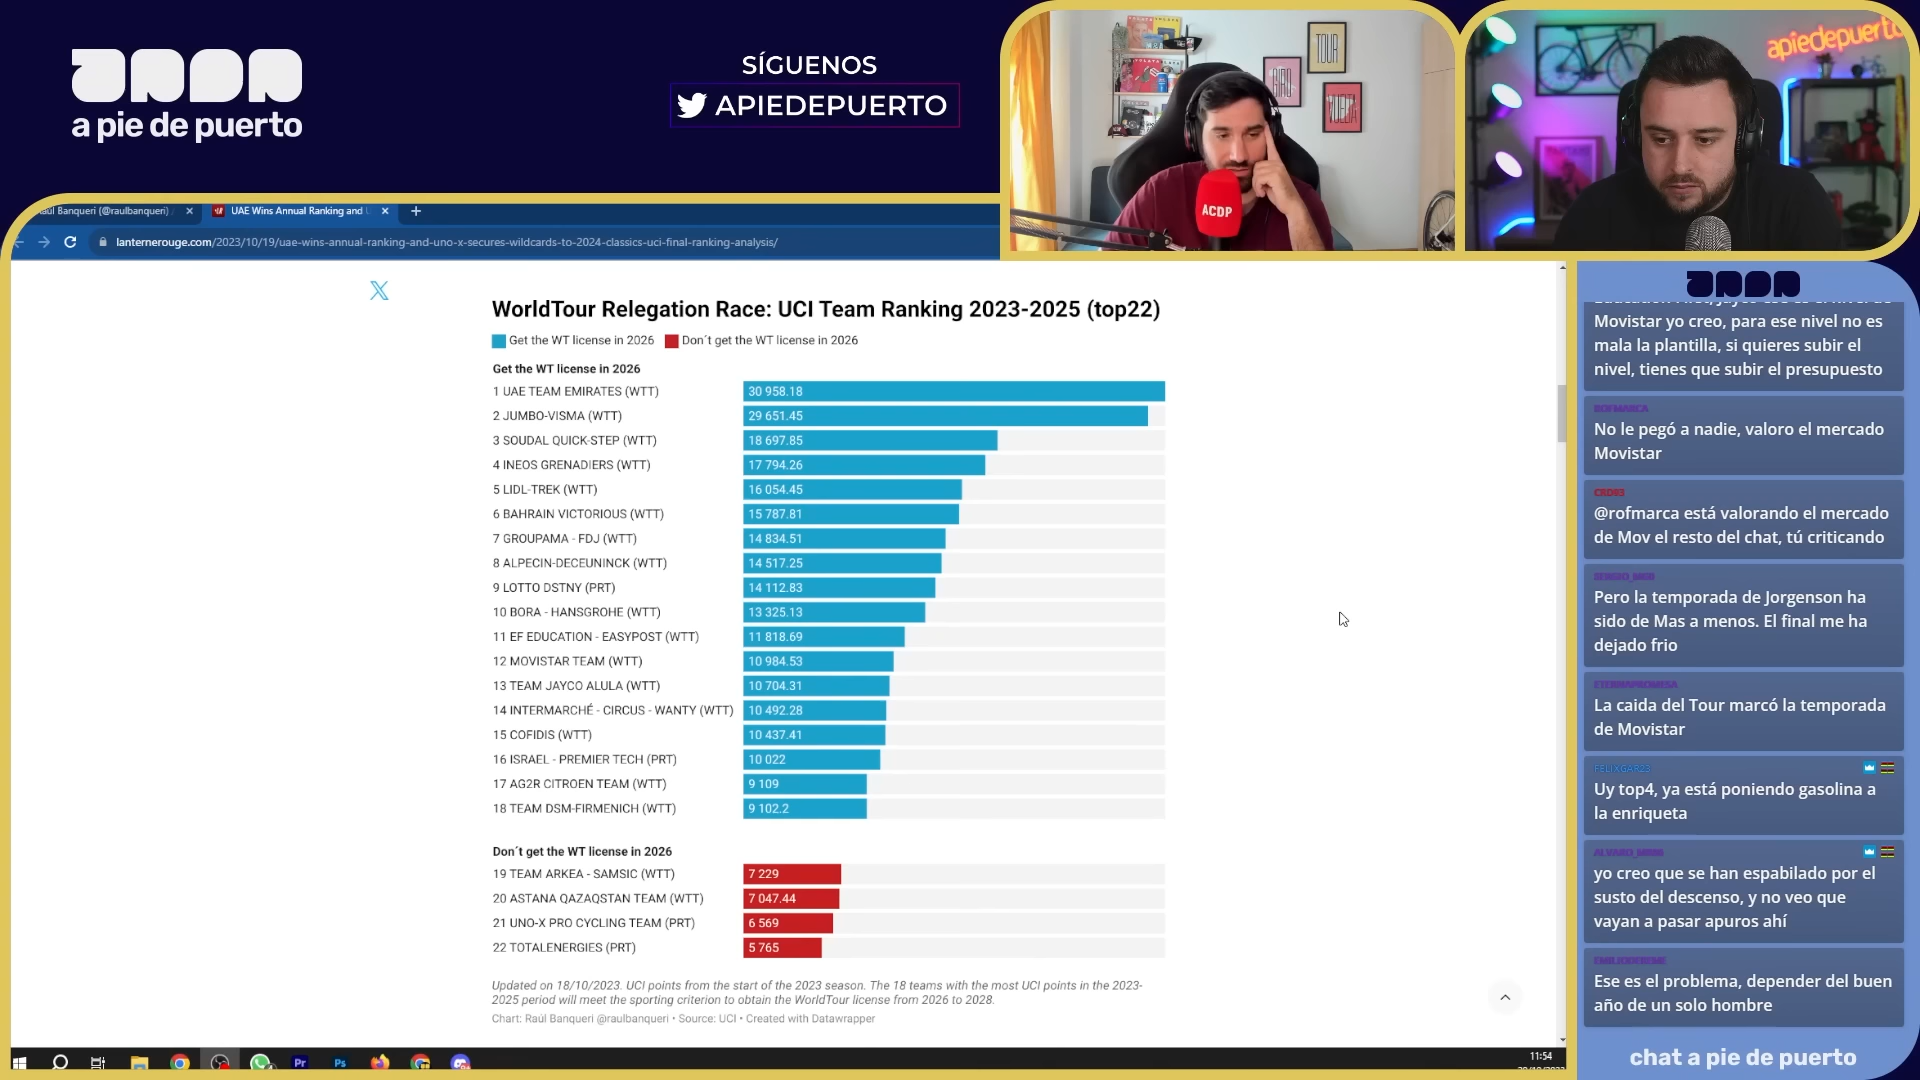 a pie de puerto
SÍGUENOS
APIEDEPUERTO
TOUR
GIRO
VUELTA
ACDP
apiedepuerto
Raúl Banqueri (@raulbanqueri)
UAE Wins Annual Ranking and
lanternerouge.com/2023/10/19/uae-wins-annual-ranking-and-uno-x-secures-wildcards-to-2024-classics-uci-final-ranking-analysis/
WorldTour Relegation Race: UCI Team Ranking 2023-2025 (top22)
Get the WT license in 2026 Don´t get the WT license in 2026
Get the WT license in 2026
1 UAE TEAM EMIRATES (WTT) 30 958.18
2 JUMBO-VISMA (WTT) 29 651.45
3 SOUDAL QUICK-STEP (WTT) 18 697.85
4 INEOS GRENADIERS (WTT) 17 794.26
5 LIDL-TREK (WTT) 16 054.45
6 BAHRAIN VICTORIOUS (WTT) 15 787.81
7 GROUPAMA - FDJ (WTT) 14 834.51
8 ALPECIN-DECEUNINCK (WTT) 14 517.25
9 LOTTO DSTNY (PRT) 14 112.83
10 BORA - HANSGROHE (WTT) 13 325.13
11 EF EDUCATION - EASYPOST (WTT) 11 818.69
12 MOVISTAR TEAM (WTT) 10 984.53
13 TEAM JAYCO ALULA (WTT) 10 704.31
14 INTERMARCHÉ - CIRCUS - WANTY (WTT) 10 492.28
15 COFIDIS (WTT) 10 437.41
16 ISRAEL - PREMIER TECH (PRT) 10 022
17 AG2R CITROEN TEAM (WTT) 9 109
18 TEAM DSM-FIRMENICH (WTT) 9 102.2
Don´t get the WT license in 2026
19 TEAM ARKEA - SAMSIC (WTT) 7 229
20 ASTANA QAZAQSTAN TEAM (WTT) 7 047.44
21 UNO-X PRO CYCLING TEAM (PRT) 6 569
22 TOTALENERGIES (PRT) 5 765
Updated on 18/10/2023. UCI points from the start of the 2023 season. The 18 teams with the most UCI points in the 2023-
2025 period will meet the sporting criterion to obtain the WorldTour license from 2026 to 2028.
Chart: Raúl Banqueri @raulbanqueri • Source: UCI • Created with Datawrapper
Pr
Ps
11:54
Movistar yo creo, para ese nivel no es
mala la plantilla, si quieres subir el
nivel, tienes que subir el presupuesto
ROFMARCA
No le pegó a nadie, valoro el mercado
Movistar
CRD93
@rofmarca está valorando el mercado
de Mov el resto del chat, tú criticando
Pero la temporada de Jorgenson ha
sido de Mas a menos. El final me ha
dejado frio
ETERNAPROMESA
La caida del Tour marcó la temporada
de Movistar
Uy top4, ya está poniendo gasolina a
la enriqueta
yo creo que se han espabilado por el
susto del descenso, y no veo que
vayan a pasar apuros ahí
Ese es el problema, depender del buen
año de un solo hombre
chat a pie de puerto